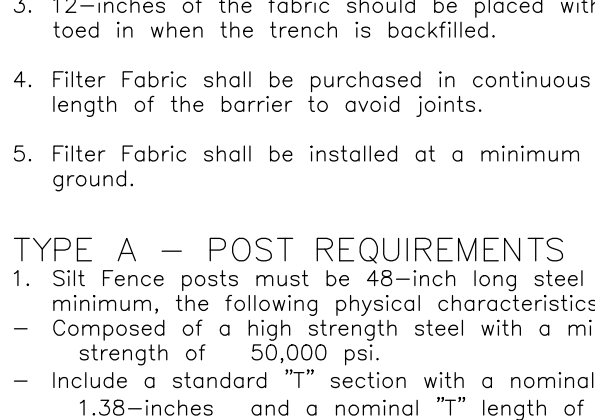 3. 12-inches of the fabric should be placed with
toed in when the trench is backfilled.
4. Filter Fabric shall be purchased in continuous
length of the barrier to avoid joints.
5. Filter Fabric shall be installed at a minimum
ground.
TYPE A – POST REQUIREMENTS
1. Silt Fence posts must be 48-inch long steel
minimum, the following physical characteristics
– Composed of a high strength steel with a mi
strength of 50,000 psi.
– Include a standard "T" section with a nominal
1.38-inches and a nominal "T" length of